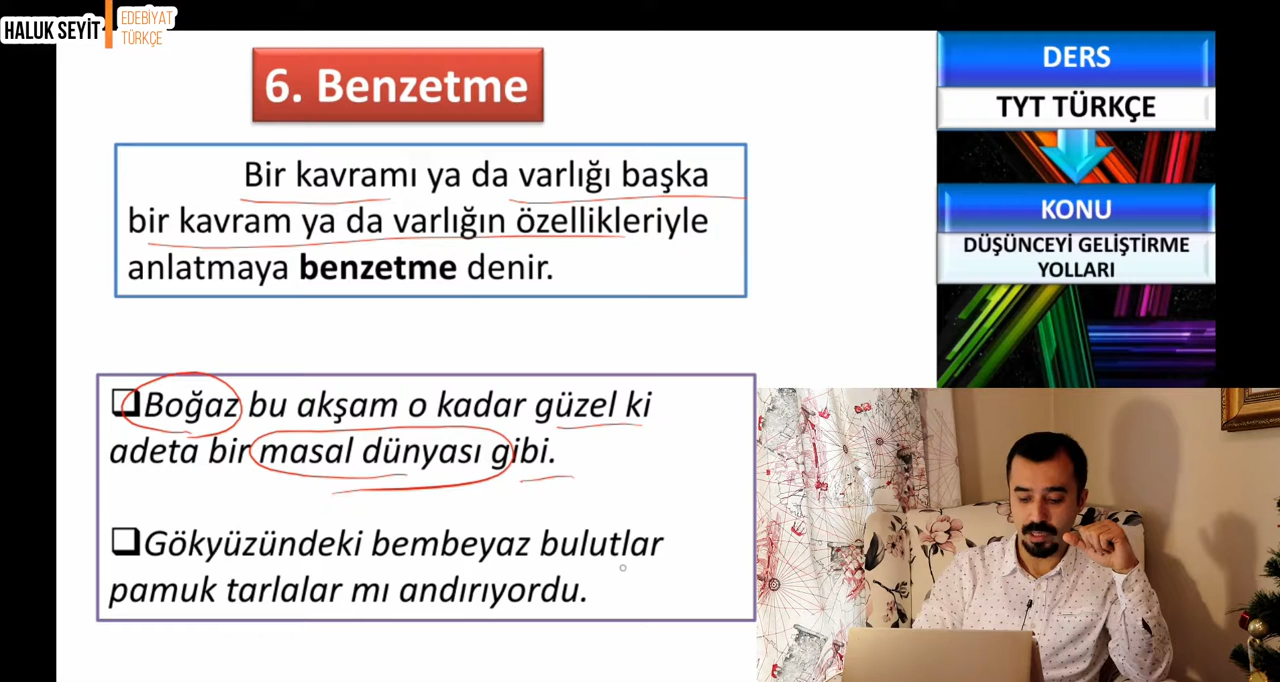 HALUK SEYİT
EDEBİYAT
TÜRKÇE
6. Benzetme
Bir kavramı ya da varlığı başka
bir kavram ya da varlığın özellikleriyle
anlatmaya benzetme denir.
Boğaz bu akşam o kadar güzel ki
adeta bir masal dünyası gibi.
Gökyüzündeki bembeyaz bulutlar
pamuk tarlalar mı andırıyordu.
DERS
TYT TÜRKÇE
KONU
DÜŞÜNCEYİ GELİŞTİRME
YOLLARI